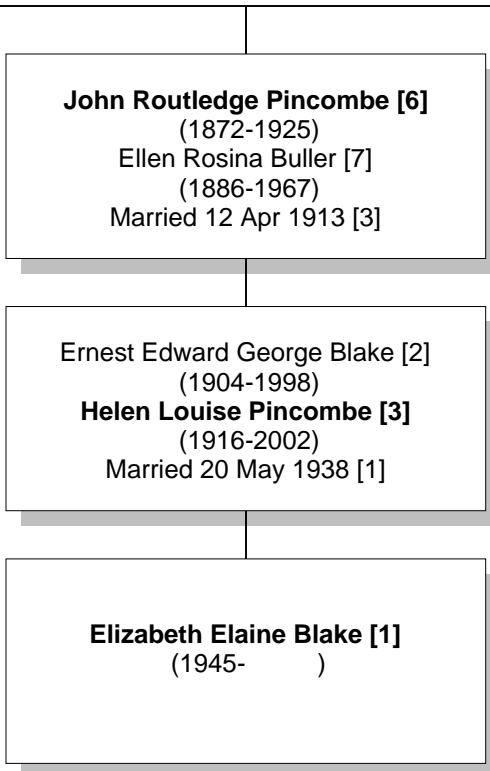 John Routledge Pincombe [6]
(1872-1925)
Ellen Rosina Buller [7]
(1886-1967)
Married 12 Apr 1913 [3]
Ernest Edward George Blake [2]
(1904-1998)
Helen Louise Pincombe [3]
(1916-2002)
Married 20 May 1938 [1]
Elizabeth Elaine Blake [1]
(1945-          )